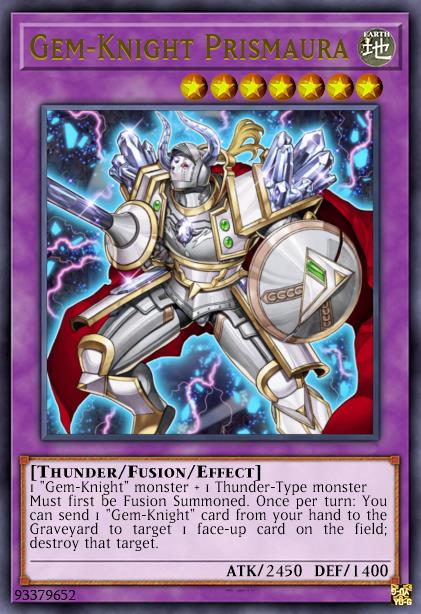 Gem-Knight Prismaura
EARTH
地
[Thunder/Fusion/Effect]
1 "Gem-Knight" monster + 1 Thunder-Type monster
Must first be Fusion Summoned. Once per turn: You
can send 1 "Gem-Knight" card from your hand to the
Graveyard to target 1 face-up card on the field;
destroy that target.
ATK/2450 DEF/1400
93379652